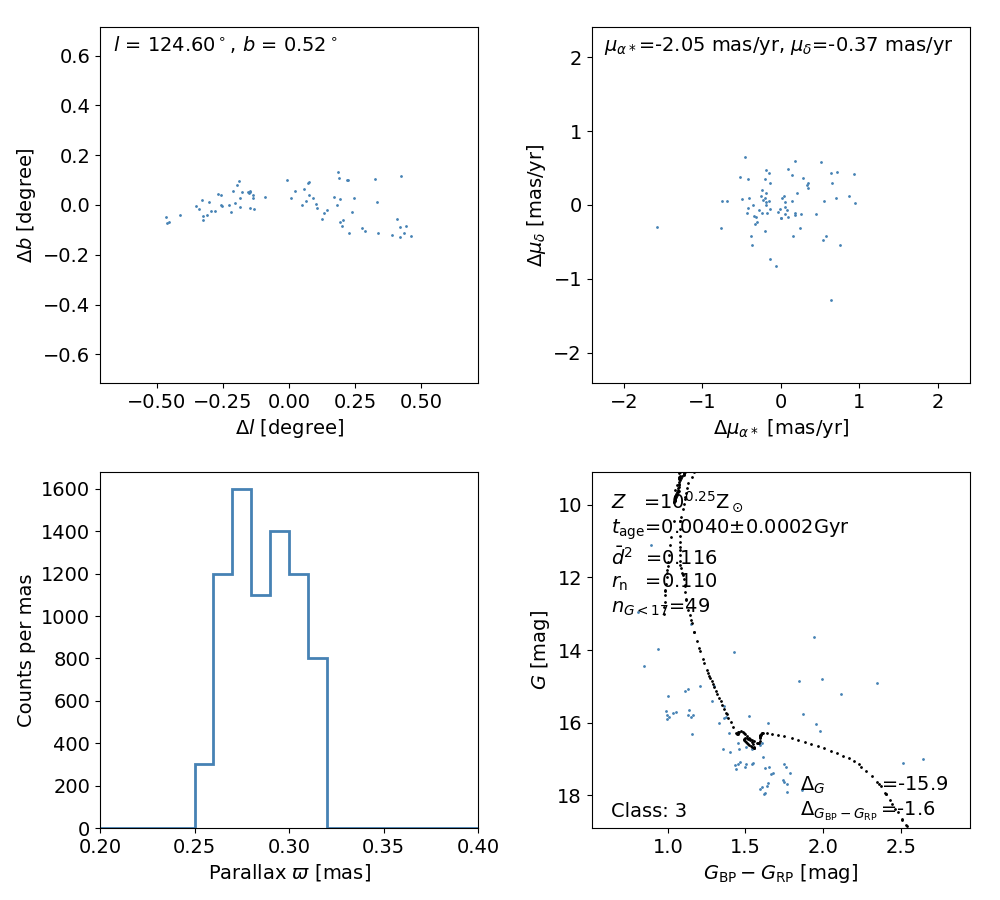 l = 124.60°, b = 0.52°
0.6
0.4
0.2
0.0
−0.2
−0.4
−0.6
Δb [degree]
−0.50 −0.25 0.00 0.25 0.50
Δl [degree]
μα*=-2.05 mas/yr, μδ=-0.37 mas/yr
2
1
0
−1
−2
Δμδ [mas/yr]
−2 −1 0 1 2
Δμα* [mas/yr]
1600
1400
1200
1000
800
600
400
200
0
Counts per mas
0.20 0.25 0.30 0.35 0.40
Parallax ϖ [mas]
Z =10^0.25 Z⊙
t_age=0.0040±0.0002Gyr
d̄² =0.116
r_n =0.110
n_G<17=49
10
12
14
16
18
G [mag]
Δ_G =-15.9
Δ_GBP−GRP =-1.6
Class: 3
1.0 1.5 2.0 2.5
G_BP − G_RP [mag]